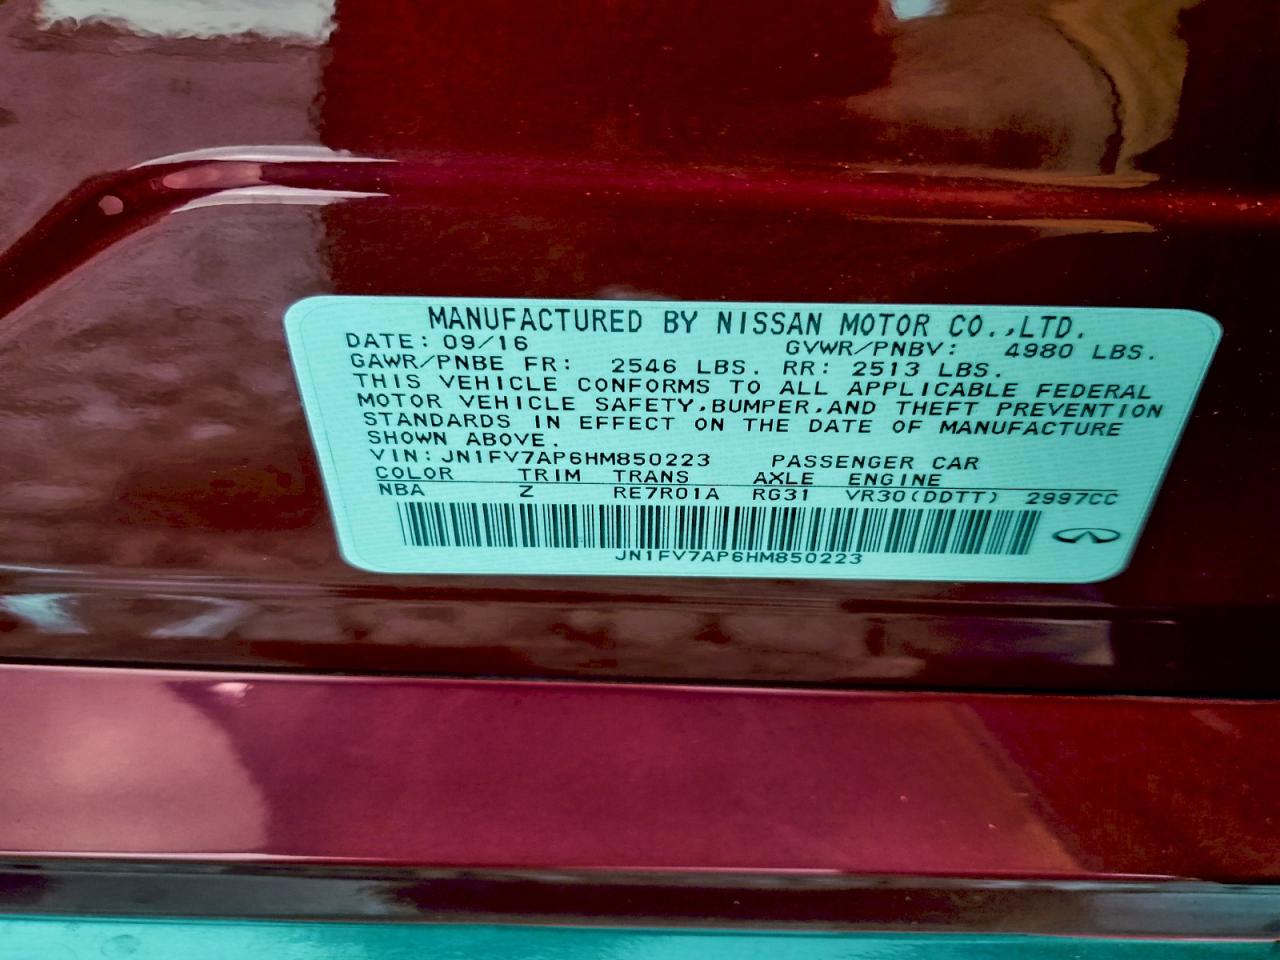 MANUFACTURED BY NISSAN MOTOR CO.,LTD.
DATE: 09/16 GVWR/PNBV: 4980 LBS.
GAWR/PNBE FR: 2546 LBS. RR: 2513 LBS.
THIS VEHICLE CONFORMS TO ALL APPLICABLE FEDERAL
MOTOR VEHICLE SAFETY,BUMPER,AND THEFT PREVENTION
STANDARDS IN EFFECT ON THE DATE OF MANUFACTURE
SHOWN ABOVE.
VIN: JN1FV7AP6HM850223 PASSENGER CAR
COLOR TRIM TRANS AXLE ENGINE
NBA Z RE7R01A RG31 VR30(DDTT) 2997CC
JN1FV7AP6HM850223